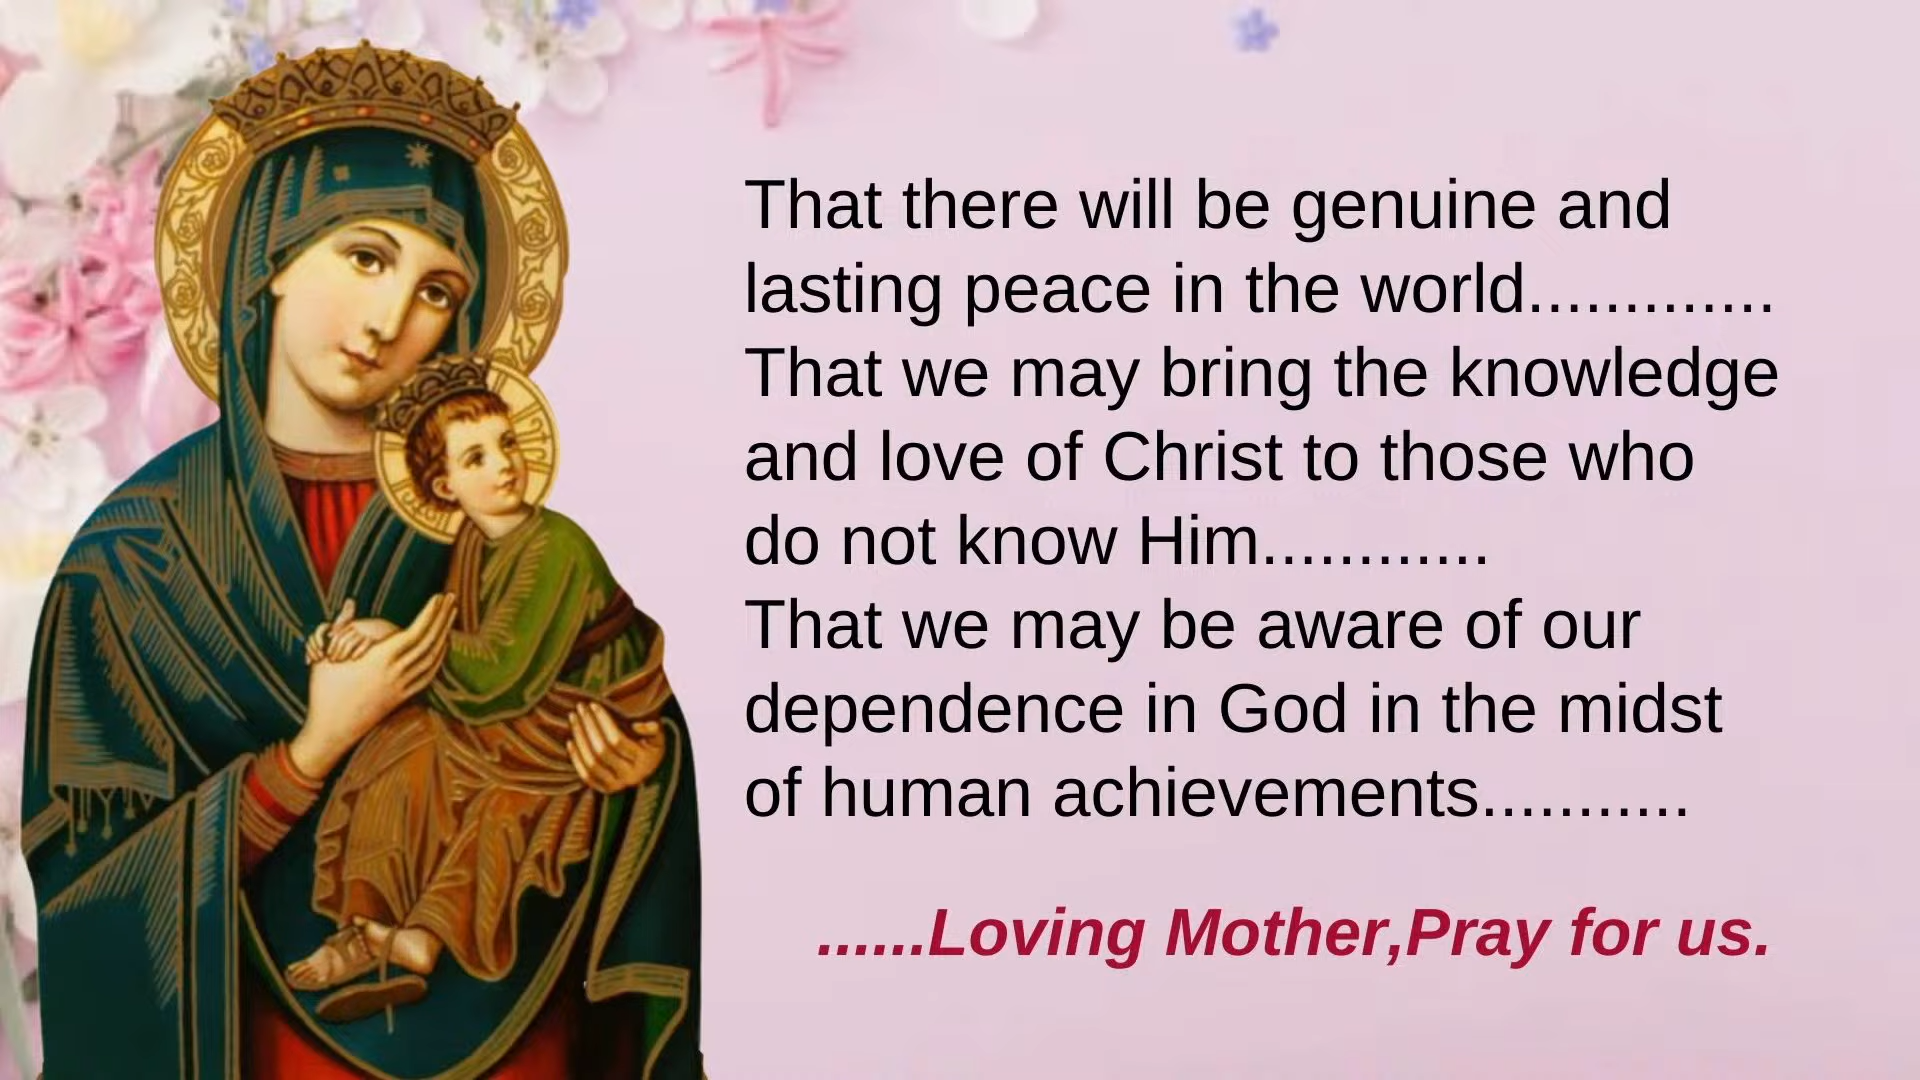 That there will be genuine and
lasting peace in the world.............
That we may bring the knowledge
and love of Christ to those who
do not know Him............
That we may be aware of our
dependence in God in the midst
of human achievements...........
......Loving Mother,Pray for us.